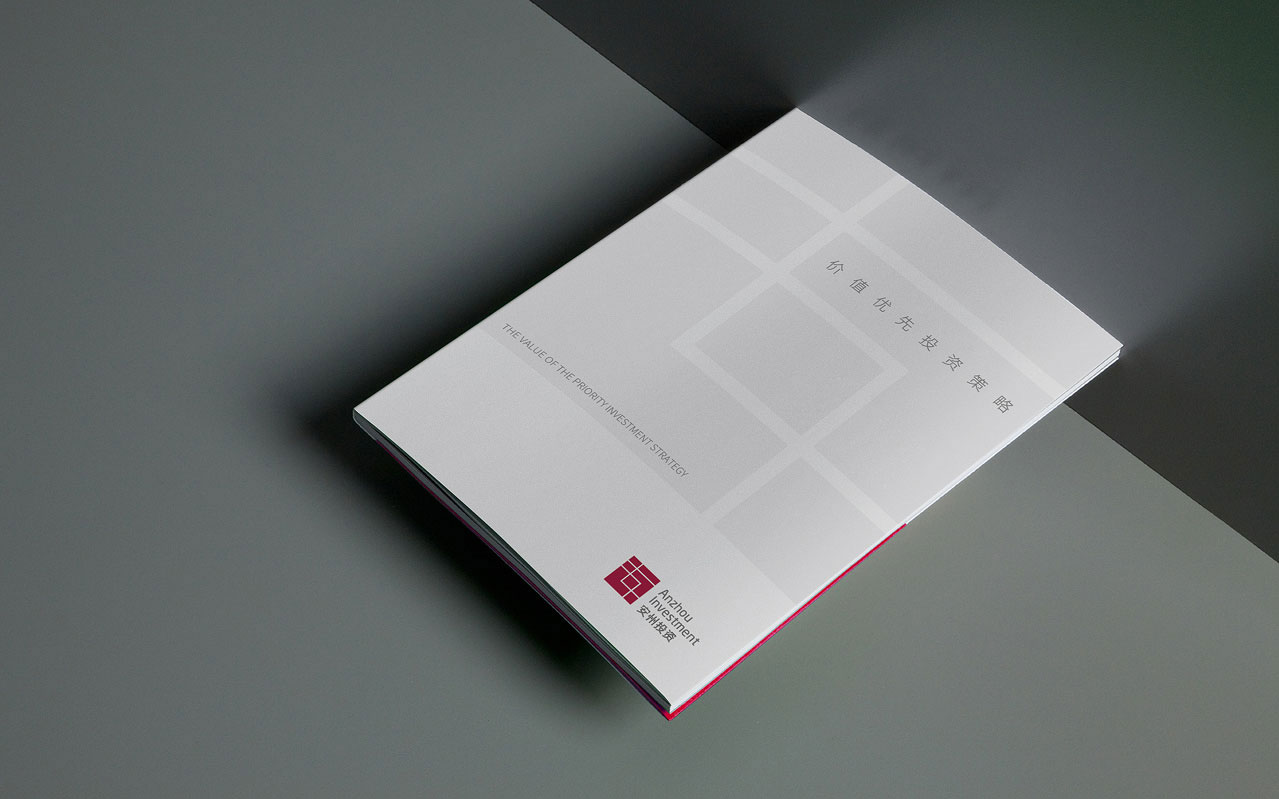 价值优先投资策略
THE VALUE OF THE PRIORITY INVESTMENT STRATEGY
Anzhou
Investment
安州投资